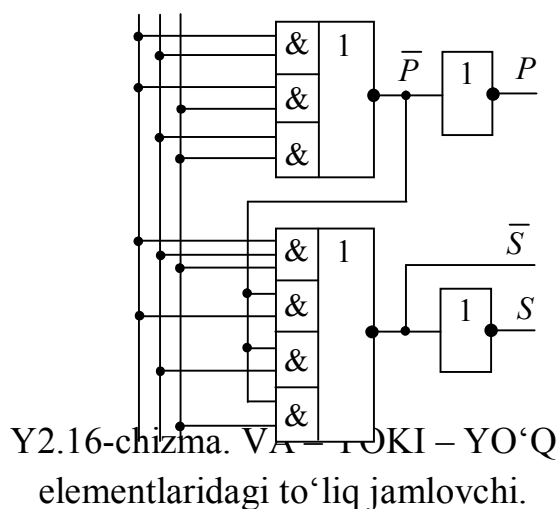 & 1
P̅ 1 P
&
&
& 1
S̅
&
1 S
&
&
Y2.16-chizma. VA – YOKI – YO‘Q
elementlaridagi to‘liq jamlovchi.